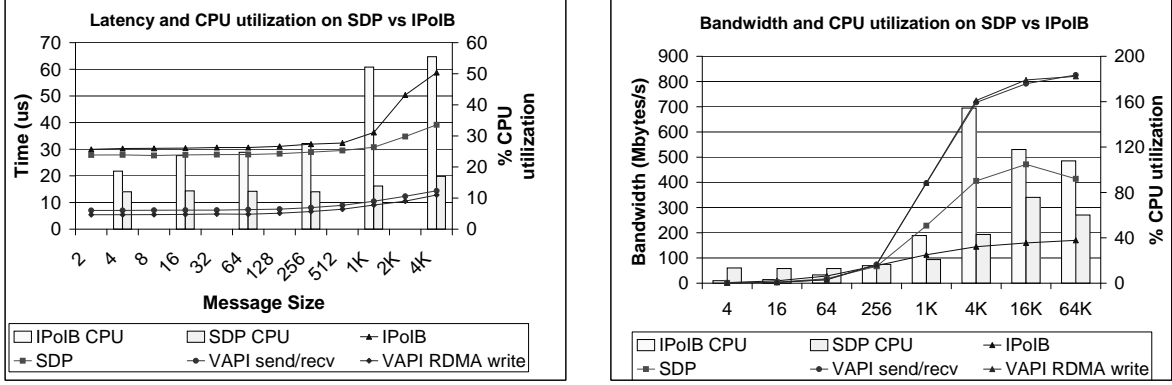 Latency and CPU utilization on SDP vs IPoIB
70
60
50
40
30
20
10
0
Time (us)
60
50
40
30
20
10
0
% CPU
utilization
2
4
8
16
32
64
128
256
512
1K
2K
4K
Message Size
IPoIB CPU
SDP CPU
IPoIB
SDP
VAPI send/recv
VAPI RDMA write
Bandwidth and CPU utilization on SDP vs IPoIB
900
800
700
600
500
400
300
200
100
0
Bandwidth (Mbytes/s)
200
160
120
80
40
0
% CPU utilization
4
16
64
256
1K
4K
16K
64K
IPoIB CPU
SDP CPU
IPoIB
SDP
VAPI send/recv
VAPI RDMA write